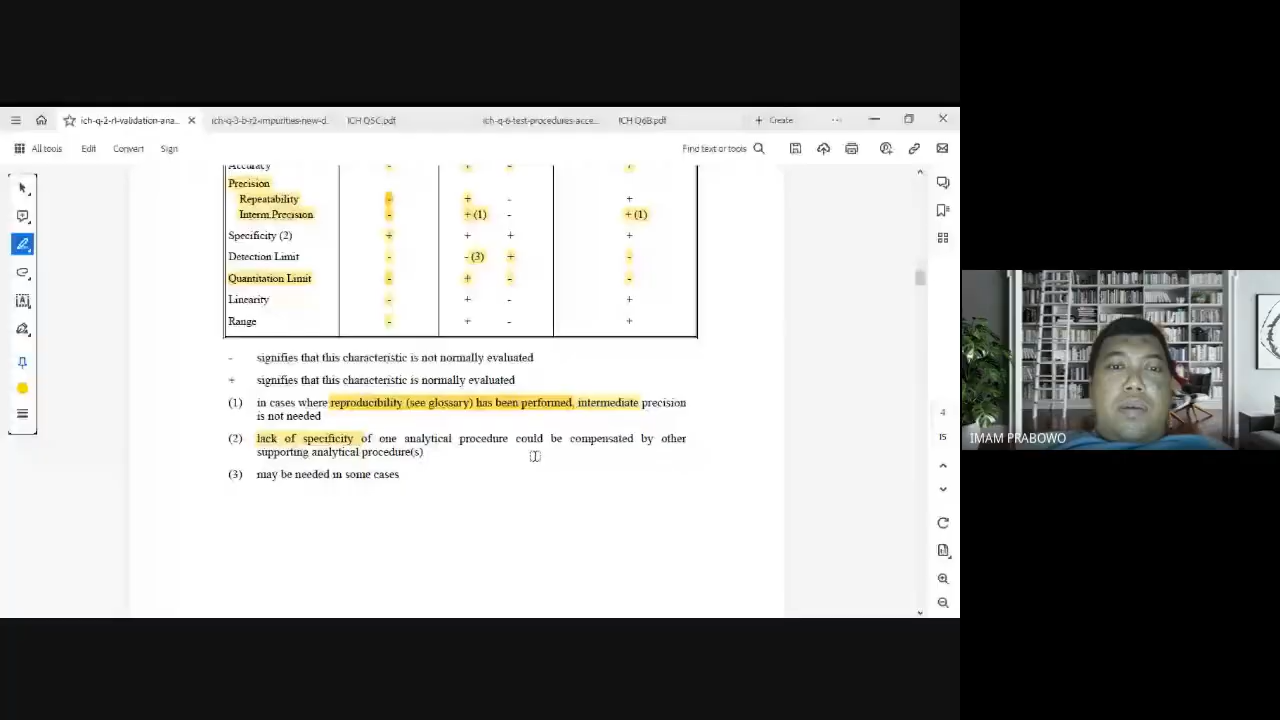 ich-q-2-r1-validation-ana... ich-q-3-b-r2-impurities-new-d... ICH Q5C.pdf ich-q-6-test-procedures-acce... ICH Q6B.pdf + Create
All tools Edit Convert Sign Find text or tools
Accuracy - + - +
Precision
Repeatability - + - +
Interm.Precision - + (1) - + (1)
Specificity (2) + + + +
Detection Limit - - (3) + -
Quantitation Limit - + - -
Linearity - + - +
Range - + - +
- signifies that this characteristic is not normally evaluated
+ signifies that this characteristic is normally evaluated
(1) in cases where reproducibility (see glossary) has been performed, intermediate precision
is not needed
(2) lack of specificity of one analytical procedure could be compensated by other
supporting analytical procedure(s)
(3) may be needed in some cases
4
15
IMAM PRABOWO